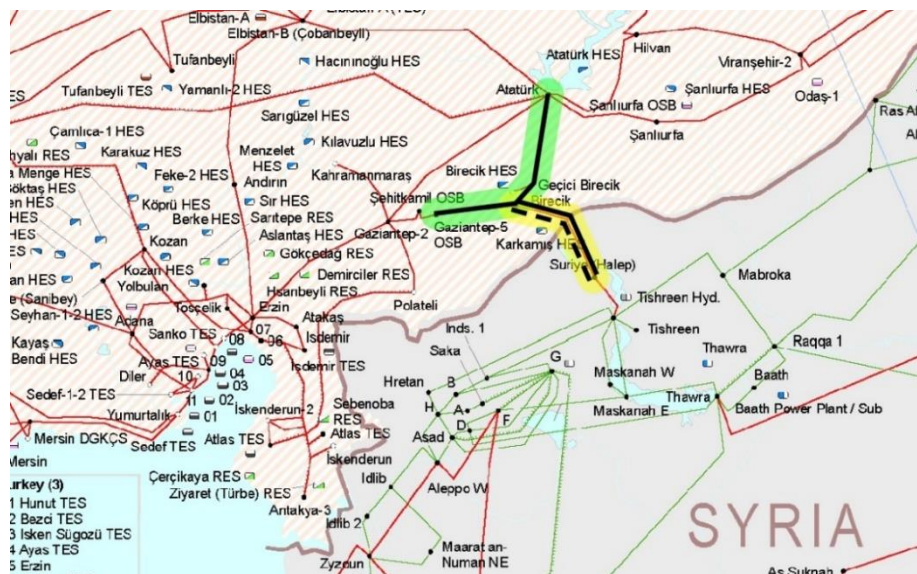 Elbistan-A
Elbistan-B (Çobanbeyli)
Tufanbeyli
Tufanbeyli TES
Yamanlı-2 HES
Hacınınoğlu HES
Sarıgüzel HES
Kılavuzlu HES
Menzelet
HES
Kahramanmaraş
Çamlıca-1 HES
Karakuz HES
Feke-2 HES
Andırın
Köprü HES
Berke HES
Sır HES
Sarıtepe RES
Aslantaş HES
Kozan
Gökçedağ RES
Demirciler RES
Hsanbeyli RES
Kozan HES
Yolbulan
Tosçelik
Erzin
Seyhan-1-2 HES
Adana
Sanko TES
Kayaş
Bendi HES
Ayas TES
Diler
Sedef-1-2 TES
Yumurtalık
Mersin DGKÇS
Mersin
Sedef TES
07
06
08
05
09
04
10
03
02
11
01
Atakaş
Isdemir
İsdemir TES
İskenderun-2
Sebenoba
RES
Atlas TES
Atlas TES
İskenderun
Çerçikaya RES
Ziyaret (Türbe) RES
Antakya-3
Atatürk
Atatürk HES
Hilvan
Viranşehir-2
Odaş-1
Şanlıurfa OSB
Şanlıurfa HES
Şanlıurfa
Birecik HES
Geçici Birecik
Birecik
Şehitkamil OSB
Gaziantep-2
Gaziantep-5
OSB
Karkamış HE
Suriye (Halep)
Polateli
Mabroka
Tishreen Hyd.
Tishreen
Inds. 1
Saka
Hretan
B
G
H
A
D
F
Asad
Maskanah W
Maskanah E
Thawra
Thawra
Raqqa 1
Baath
Baath Power Plant / Sub
Aleppo W
Idlib
Idlib 2
Zyzoun
Maarat an-
Numan NE
SYRIA
As Suknah
urkey (3)
1 Hunut TES
2 Bezci TES
3 İsken Sügozü TES
4 Ayas TES
5 Erzin